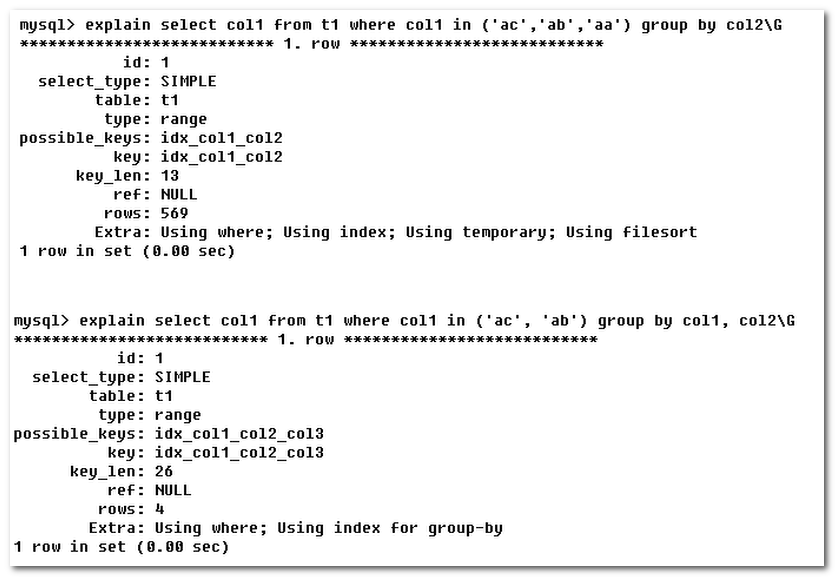 mysql> explain select col1 from t1 where col1 in ('ac','ab','aa') group by col2\G
*************************** 1. row ***************************
id: 1
select_type: SIMPLE
table: t1
type: range
possible_keys: idx_col1_col2
key: idx_col1_col2
key_len: 13
ref: NULL
rows: 569
Extra: Using where; Using index; Using temporary; Using filesort
1 row in set (0.00 sec)
mysql> explain select col1 from t1 where col1 in ('ac', 'ab') group by col1, col2\G
*************************** 1. row ***************************
id: 1
select_type: SIMPLE
table: t1
type: range
possible_keys: idx_col1_col2_col3
key: idx_col1_col2_col3
key_len: 26
ref: NULL
rows: 4
Extra: Using where; Using index for group-by
1 row in set (0.00 sec)